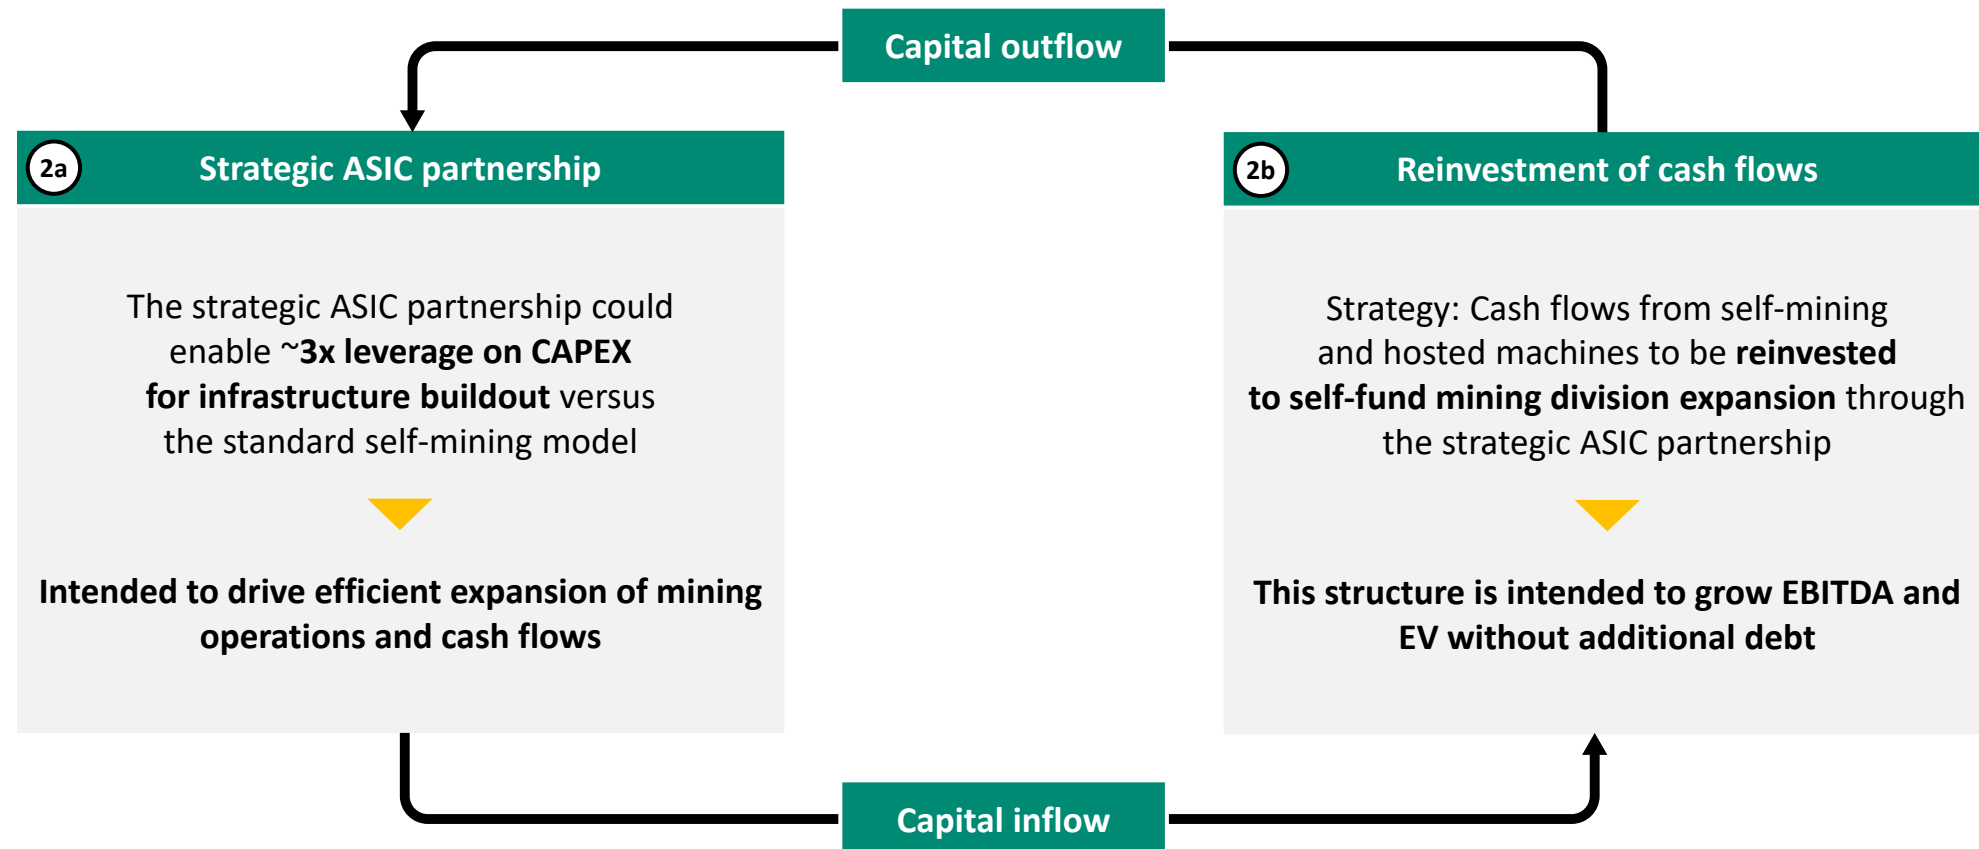 Capital outflow
2a
Strategic ASIC partnership
The strategic ASIC partnership could
enable ~3x leverage on CAPEX
for infrastructure buildout versus
the standard self-mining model
Intended to drive efficient expansion of mining
operations and cash flows
2b
Reinvestment of cash flows
Strategy: Cash flows from self-mining
and hosted machines to be reinvested
to self-fund mining division expansion through
the strategic ASIC partnership
This structure is intended to grow EBITDA and
EV without additional debt
Capital inflow